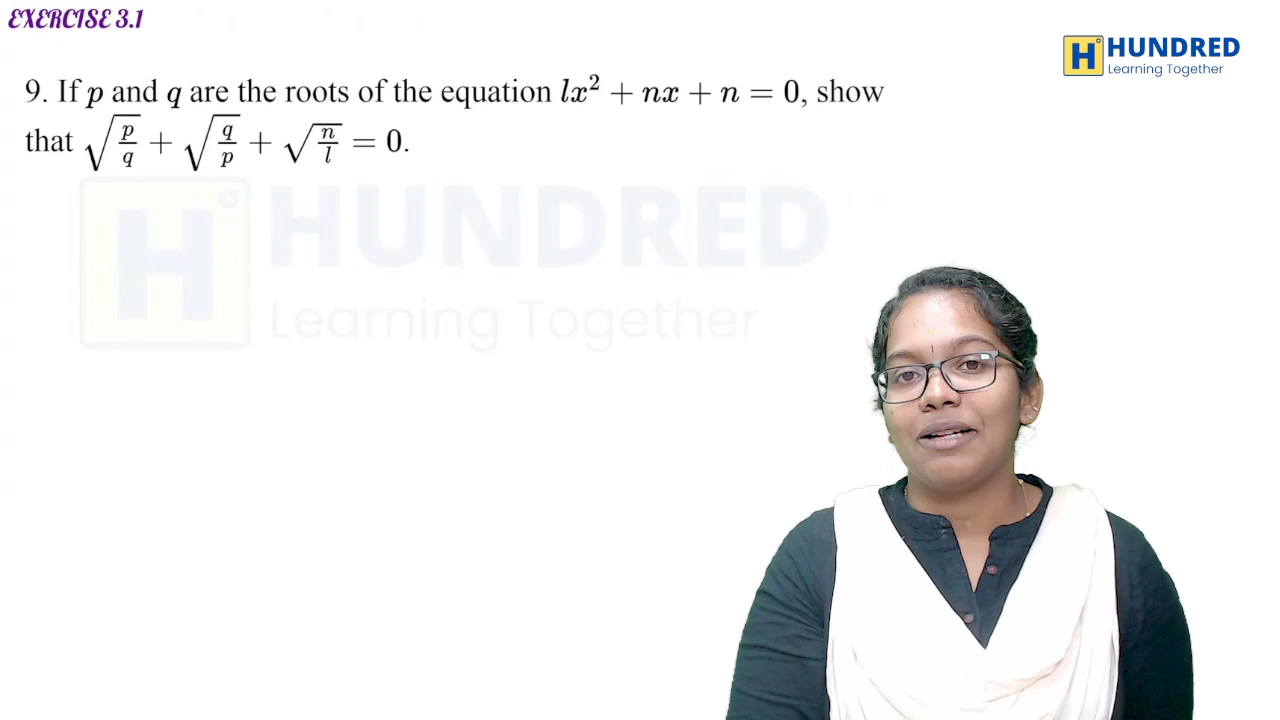 EXERCISE 3.1
HUNDRED
Learning Together
9. If p and q are the roots of the equation lx² + nx + n = 0, show
that √(p/q) + √(q/p) + √(n/l) = 0.
H HUNDRED
Learning Together